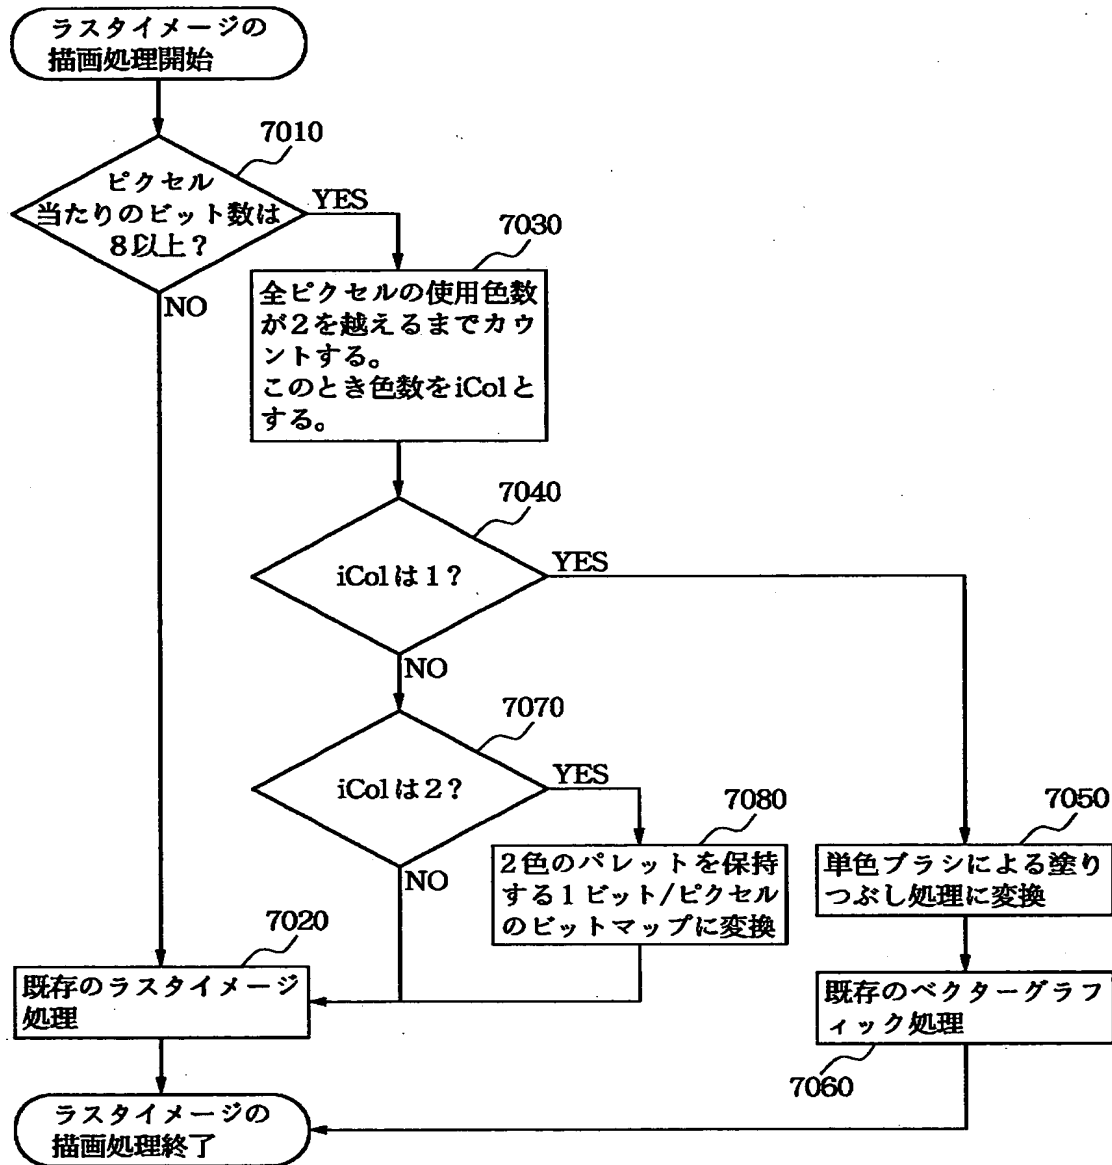 ラスタイメージの
描画処理開始
7010
ピクセル
当たりのビット数は
8以上？
YES
NO
7030
全ピクセルの使用色数
が2を越えるまでカウ
ントする。
このとき色数をiColと
する。
7040
iColは1？
YES
NO
7070
iColは2？
YES
NO
7080
2色のパレットを保持
する1ビット/ピクセル
のビットマップに変換
7050
単色ブラシによる塗り
つぶし処理に変換
7020
既存のラスタイメージ
処理
既存のベクターグラフ
ィック処理
7060
ラスタイメージの
描画処理終了